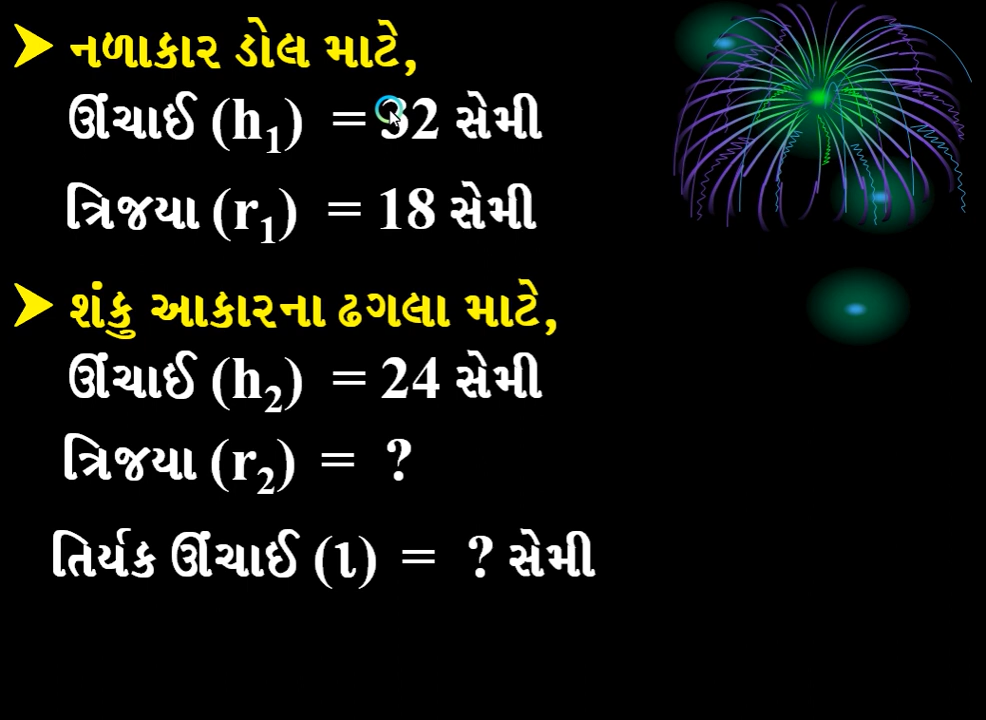 નળાકાર ડોલ માટે,
ઊંચાઈ (h₁) = 32 સેમી
ત્રિજયા (r₁) = 18 સેમી
શંકુ આકારના ઢગલા માટે,
ઊંચાઈ (h₂) = 24 સેમી
ત્રિજયા (r₂) = ?
તિર્યક ઊંચાઈ (l) = ? સેમી